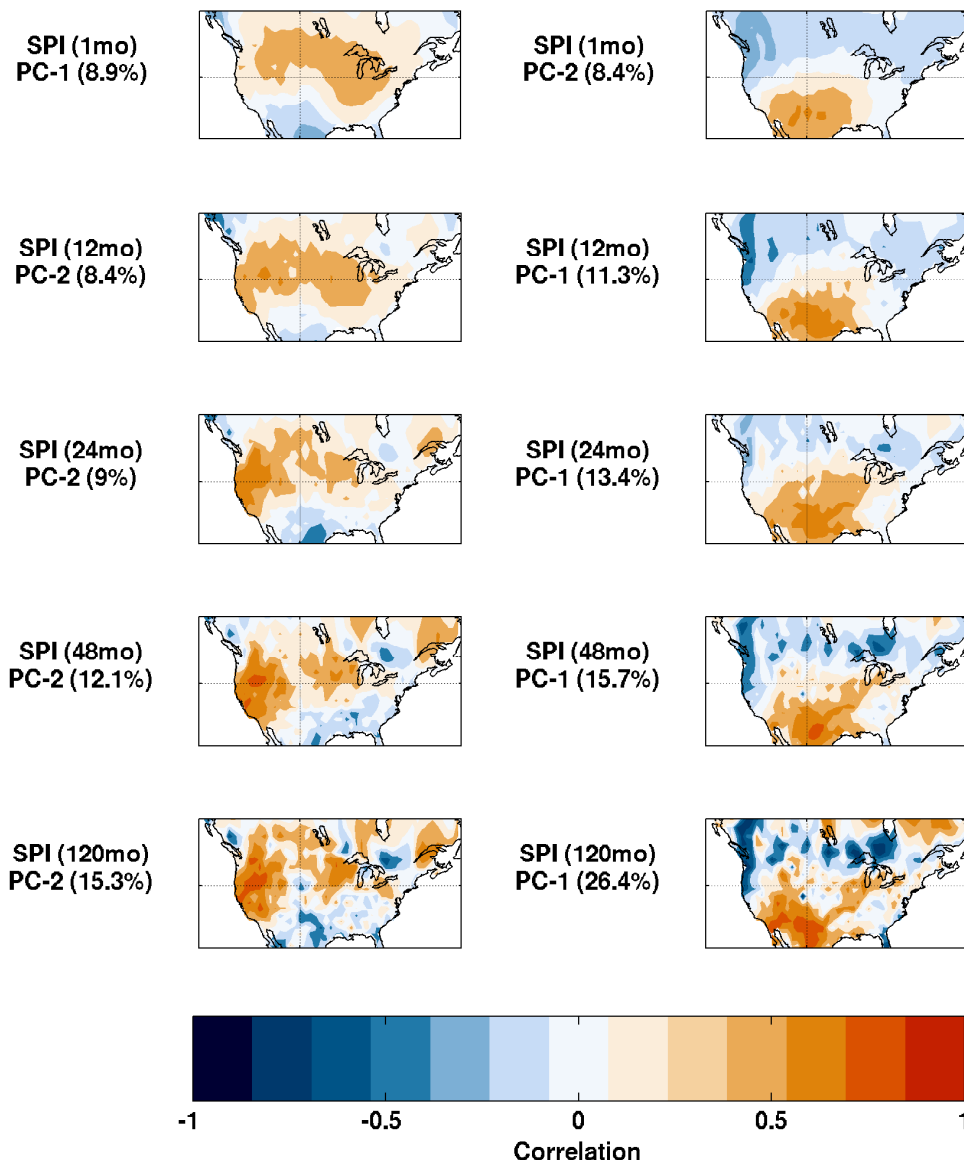 SPI (1mo)
PC-1 (8.9%)
SPI (1mo)
PC-2 (8.4%)
SPI (12mo)
PC-2 (8.4%)
SPI (12mo)
PC-1 (11.3%)
SPI (24mo)
PC-2 (9%)
SPI (24mo)
PC-1 (13.4%)
SPI (48mo)
PC-2 (12.1%)
SPI (48mo)
PC-1 (15.7%)
SPI (120mo)
PC-2 (15.3%)
SPI (120mo)
PC-1 (26.4%)
-1 -0.5 0 0.5 1
Correlation